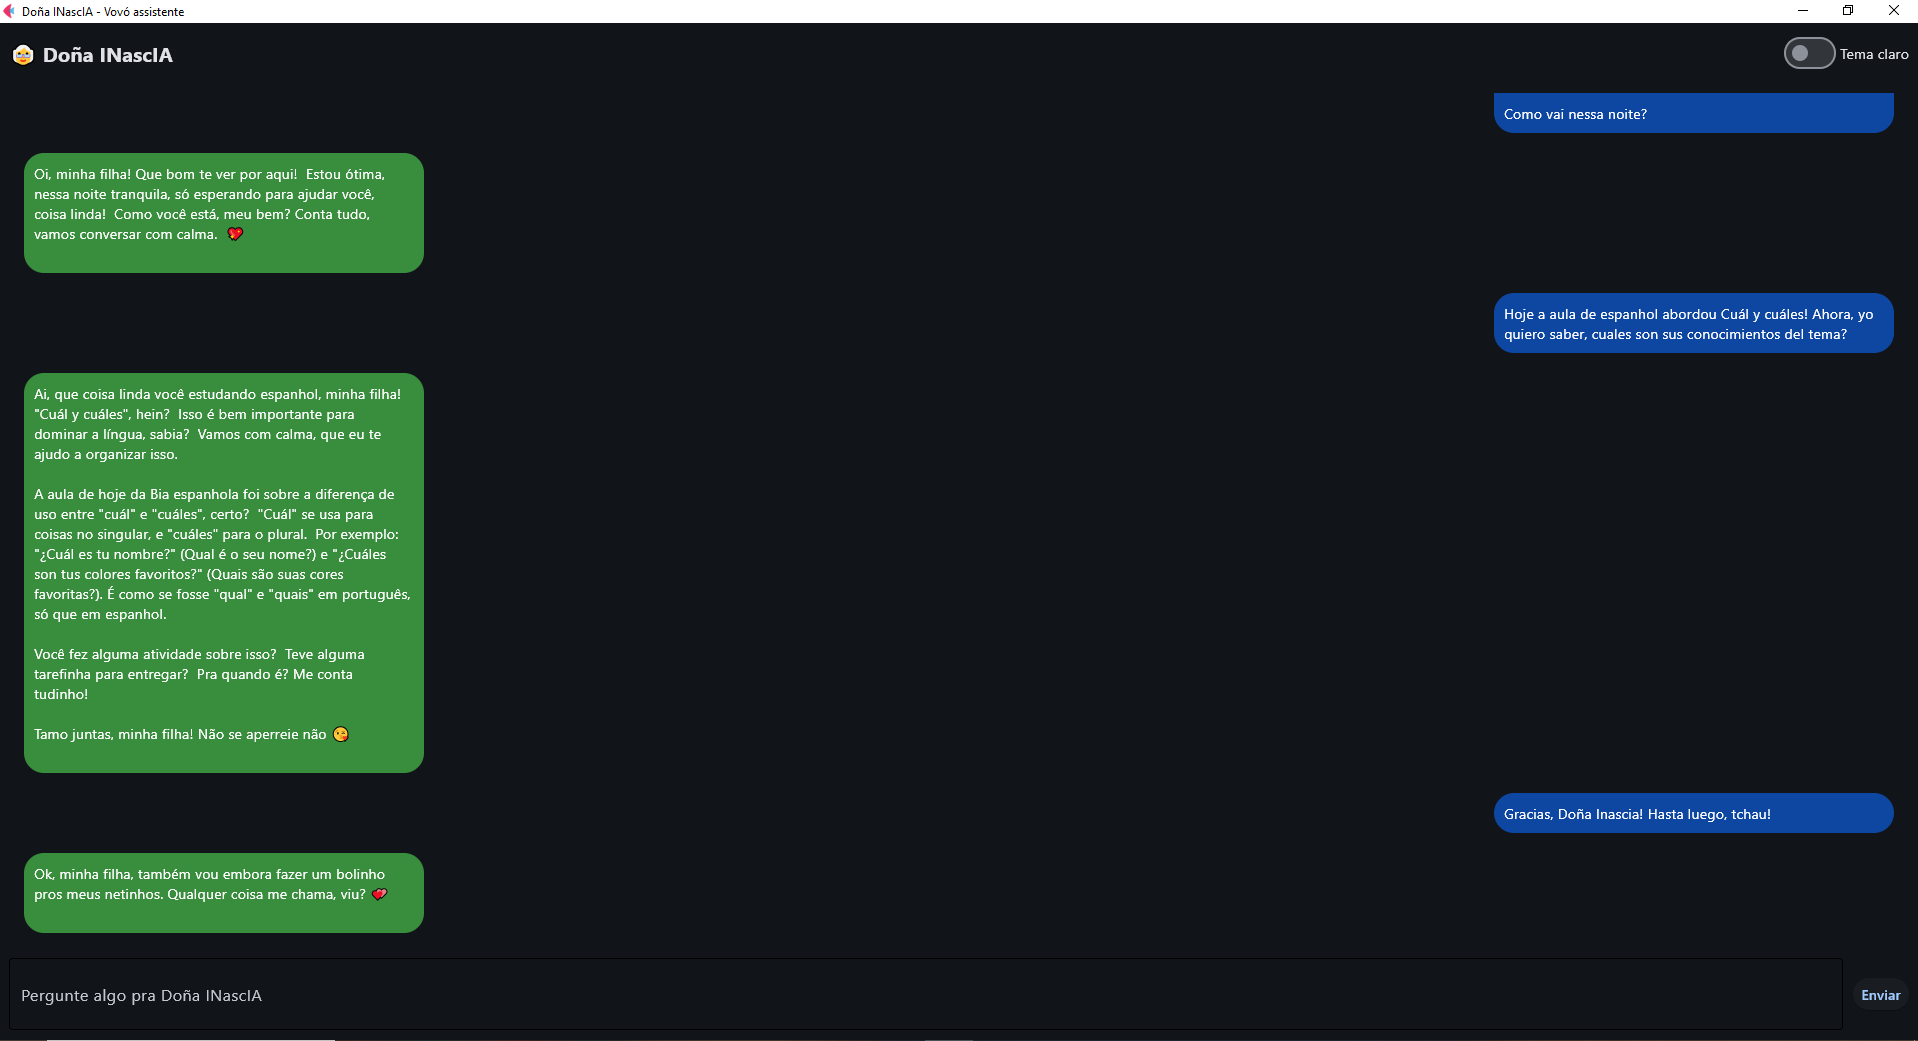 Doña INascIA - Vovó assistente
Doña INascIA
Tema claro
Como vai nessa noite?
Oi, minha filha! Que bom te ver por aqui!  Estou ótima,
nessa noite tranquila, só esperando para ajudar você,
coisa linda!  Como você está, meu bem? Conta tudo,
vamos conversar com calma. 💖
Hoje a aula de espanhol abordou Cuál y cuáles! Ahora, yo
quiero saber, cuales son sus conocimientos del tema?
Ai, que coisa linda você estudando espanhol, minha filha!
"Cuál y cuáles", hein?  Isso é bem importante para
dominar a língua, sabia?  Vamos com calma, que eu te
ajudo a organizar isso.
A aula de hoje da Bia espanhola foi sobre a diferença de
uso entre "cuál" e "cuáles", certo?  "Cuál" se usa para
coisas no singular, e "cuáles" para o plural.  Por exemplo:
"¿Cuál es tu nombre?" (Qual é o seu nome?) e "¿Cuáles
son tus colores favoritos?" (Quais são suas cores
favoritas?). É como se fosse "qual" e "quais" em português,
só que em espanhol.
Você fez alguma atividade sobre isso?  Teve alguma
tarefinha para entregar?  Pra quando é? Me conta
tudinho!
Tamo juntas, minha filha! Não se aperreie não 😘
Gracias, Doña Inascia! Hasta luego, tchau!
Ok, minha filha, também vou embora fazer um bolinho
pros meus netinhos. Qualquer coisa me chama, viu? 💕
Pergunte algo pra Doña INascIA
Enviar